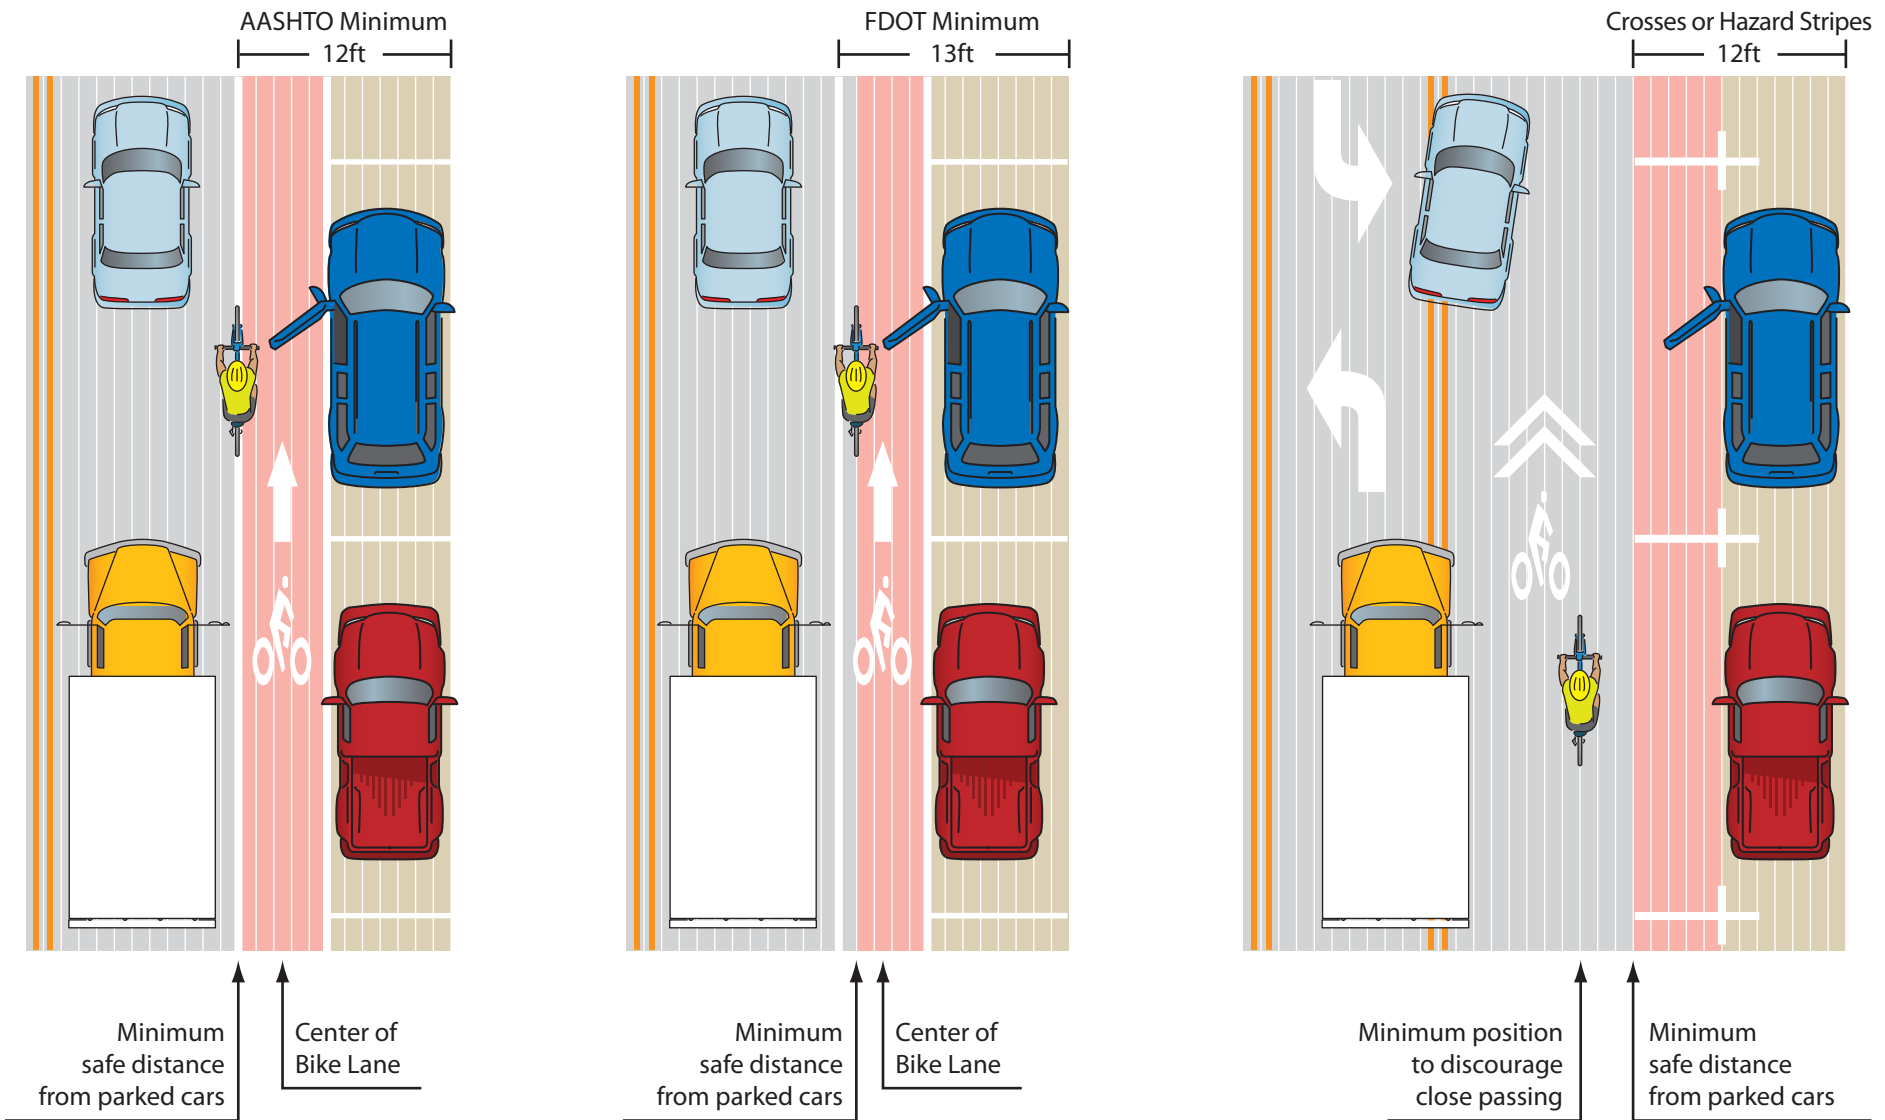 AASHTO Minimum
12ft
FDOT Minimum
13ft
Crosses or Hazard Stripes
12ft
Minimum
safe distance
from parked cars
Center of
Bike Lane
Minimum
safe distance
from parked cars
Center of
Bike Lane
Minimum position
to discourage
close passing
Minimum
safe distance
from parked cars